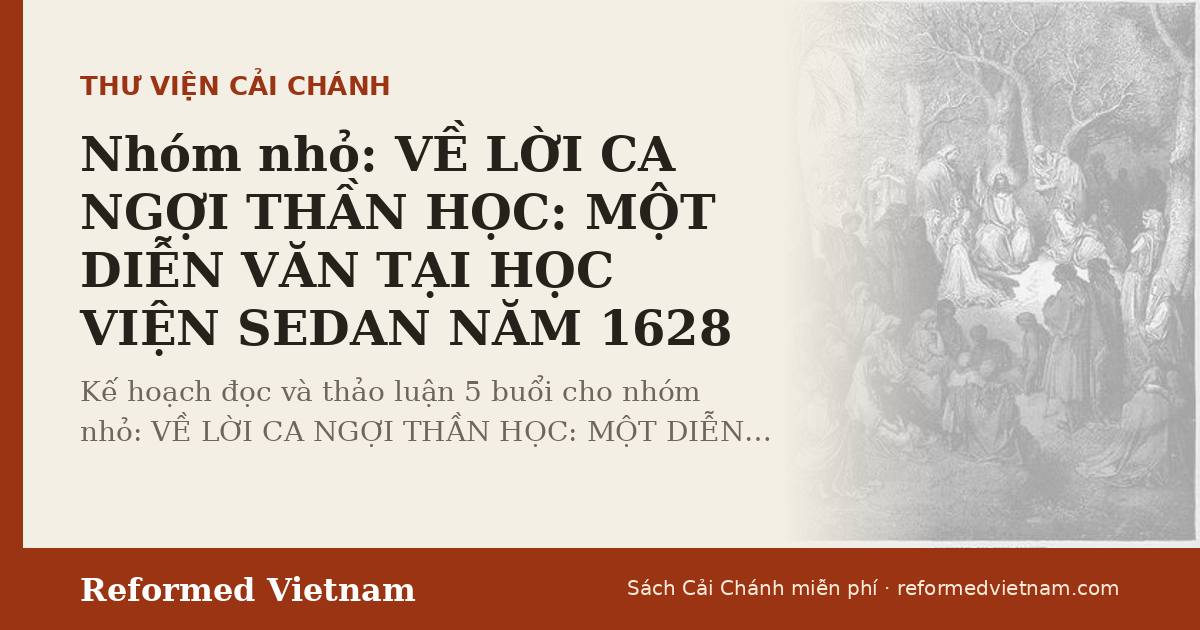 THƯ VIỆN CẢI CHÁNH
Nhóm nhỏ: VỀ LỜI CA
NGỢI THẦN HỌC: MỘT
DIỄN VĂN TẠI HỌC
VIỆN SEDAN NĂM 1628
Kế hoạch đọc và thảo luận 5 buổi cho nhóm
nhỏ: VỀ LỜI CA NGỢI THẦN HỌC: MỘT DIỄN...
Reformed Vietnam
Sách Cải Chánh miễn phí · reformedvietnam.com